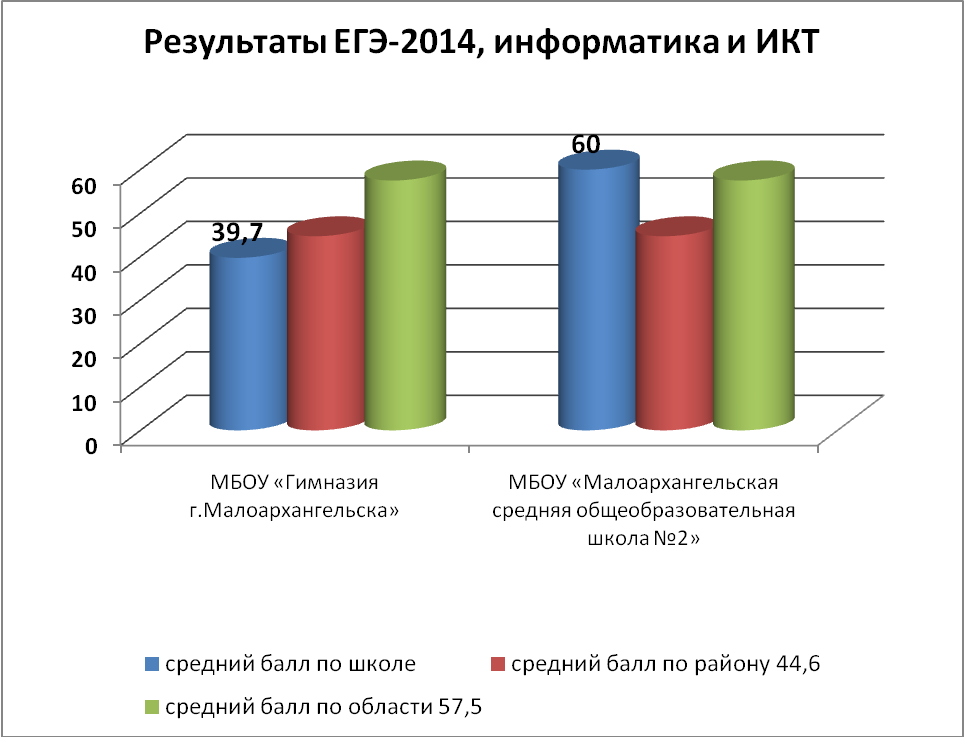 Результаты ЕГЭ-2014, информатика и ИКТ
60
39,7
60
50
40
30
20
10
0
МБОУ «Гимназия
г.Малоархангельска»
МБОУ «Малоархангельская
средняя общеобразовательная
школа №2»
средний балл по школе
средний балл по району 44,6
средний балл по области 57,5